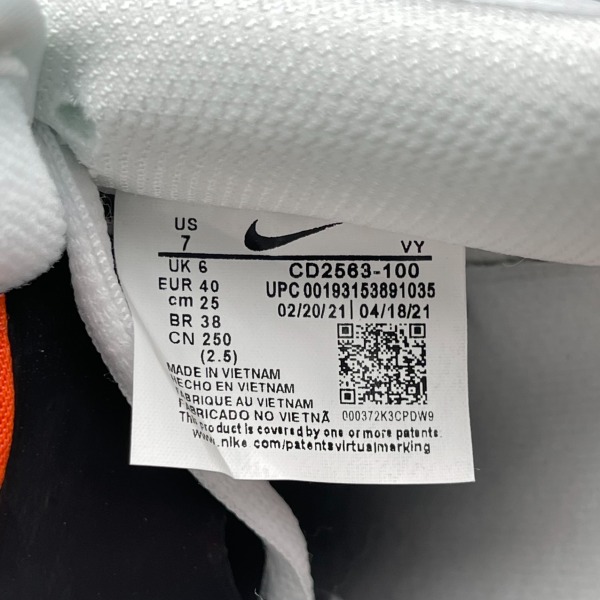 US
7
VY
UK 6
EUR 40
cm 25
BR 38
CN 250
(2.5)
CD2563-100
UPC 00193153891035
02/20/21| 04/18/21
MADE IN VIETNAM
HECHO EN VIETNAM
FABRIQUE AU VIETNAM
FABRICADO NO VIETNÃ
000372K3CPDW9
This product is covered by one or more patents.
www.nike.com/patentsvirtualmarking